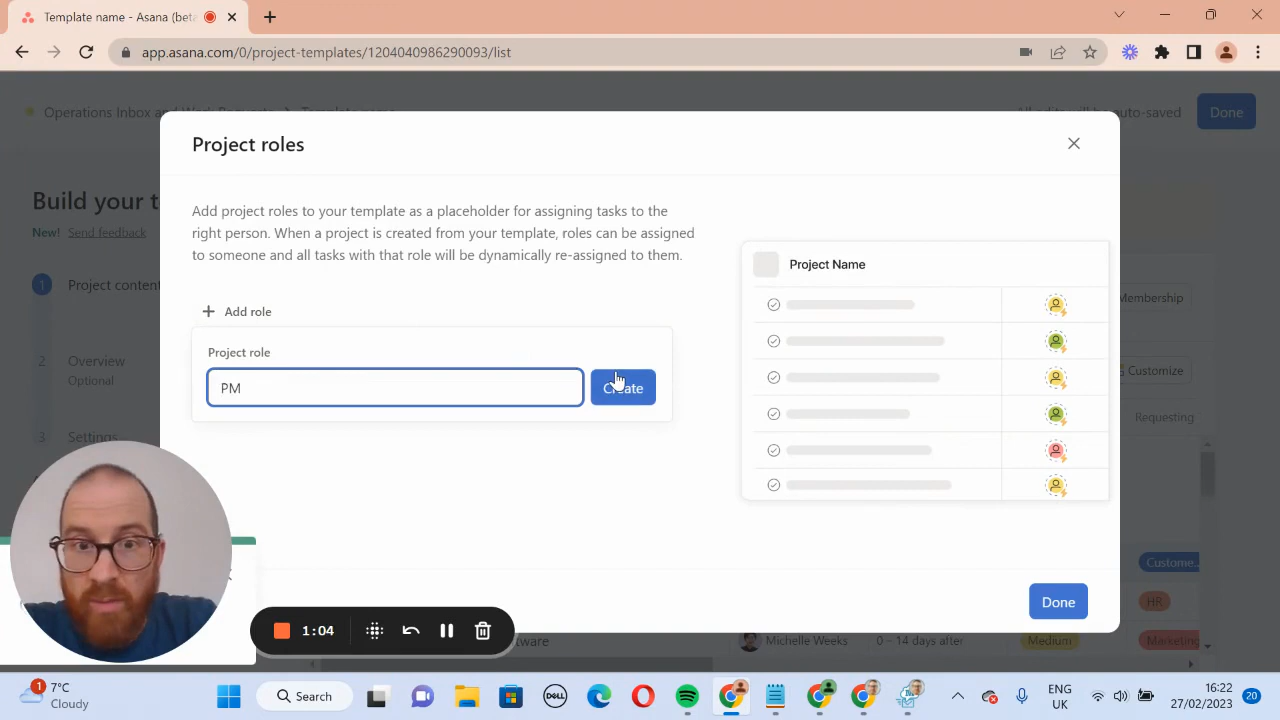 Template name - Asana (beta
app.asana.com/0/project-templates/1204040986290093/list
Operations Inbox and Work Requests > Template name
All edits will be auto-saved
Done
Build your t
New! Send feedback
1 Project content
2 Overview
Optional
3 Settings
Project roles
Add project roles to your template as a placeholder for assigning tasks to the
right person. When a project is created from your template, roles can be assigned
to someone and all tasks with that role will be dynamically re-assigned to them.
+ Add role
Project role
PM
Create
Project Name
Done
Membership
Customize
Requesting
Custome...
HR
Marketing
Michelle Weeks
0 – 14 days after
Medium
1:04
7°C
Cloudy
1
Search
DELL
ENG
UK
16:22
27/02/2023
20